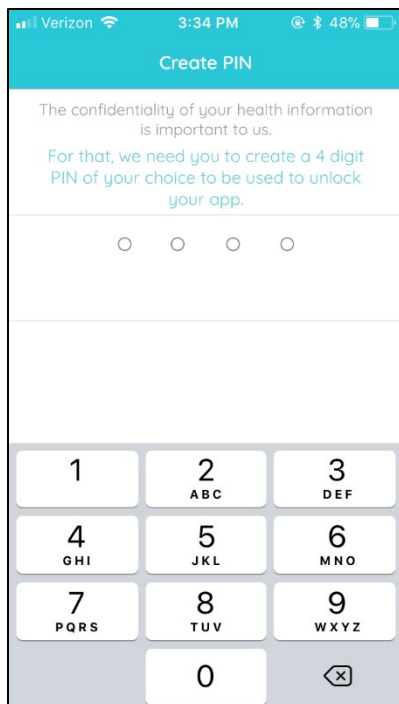 Verizon 3:34 PM 48%
Create PIN
The confidentiality of your health information
is important to us.
For that, we need you to create a 4 digit
PIN of your choice to be used to unlock
your app.
1 2 3
ABC DEF
4 5 6
GHI JKL MNO
7 8 9
PQRS TUV WXYZ
0